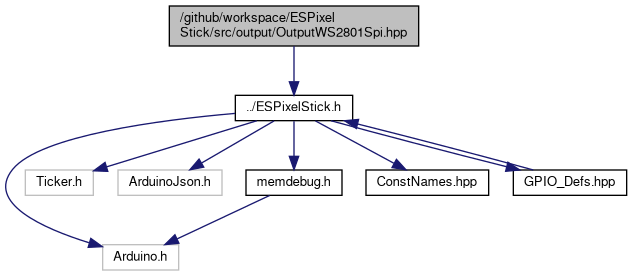 /github/workspace/ESPixel
Stick/src/output/OutputWS2801Spi.hpp
../ESPixelStick.h
Ticker.h
ArduinoJson.h
memdebug.h
ConstNames.hpp
GPIO_Defs.hpp
Arduino.h